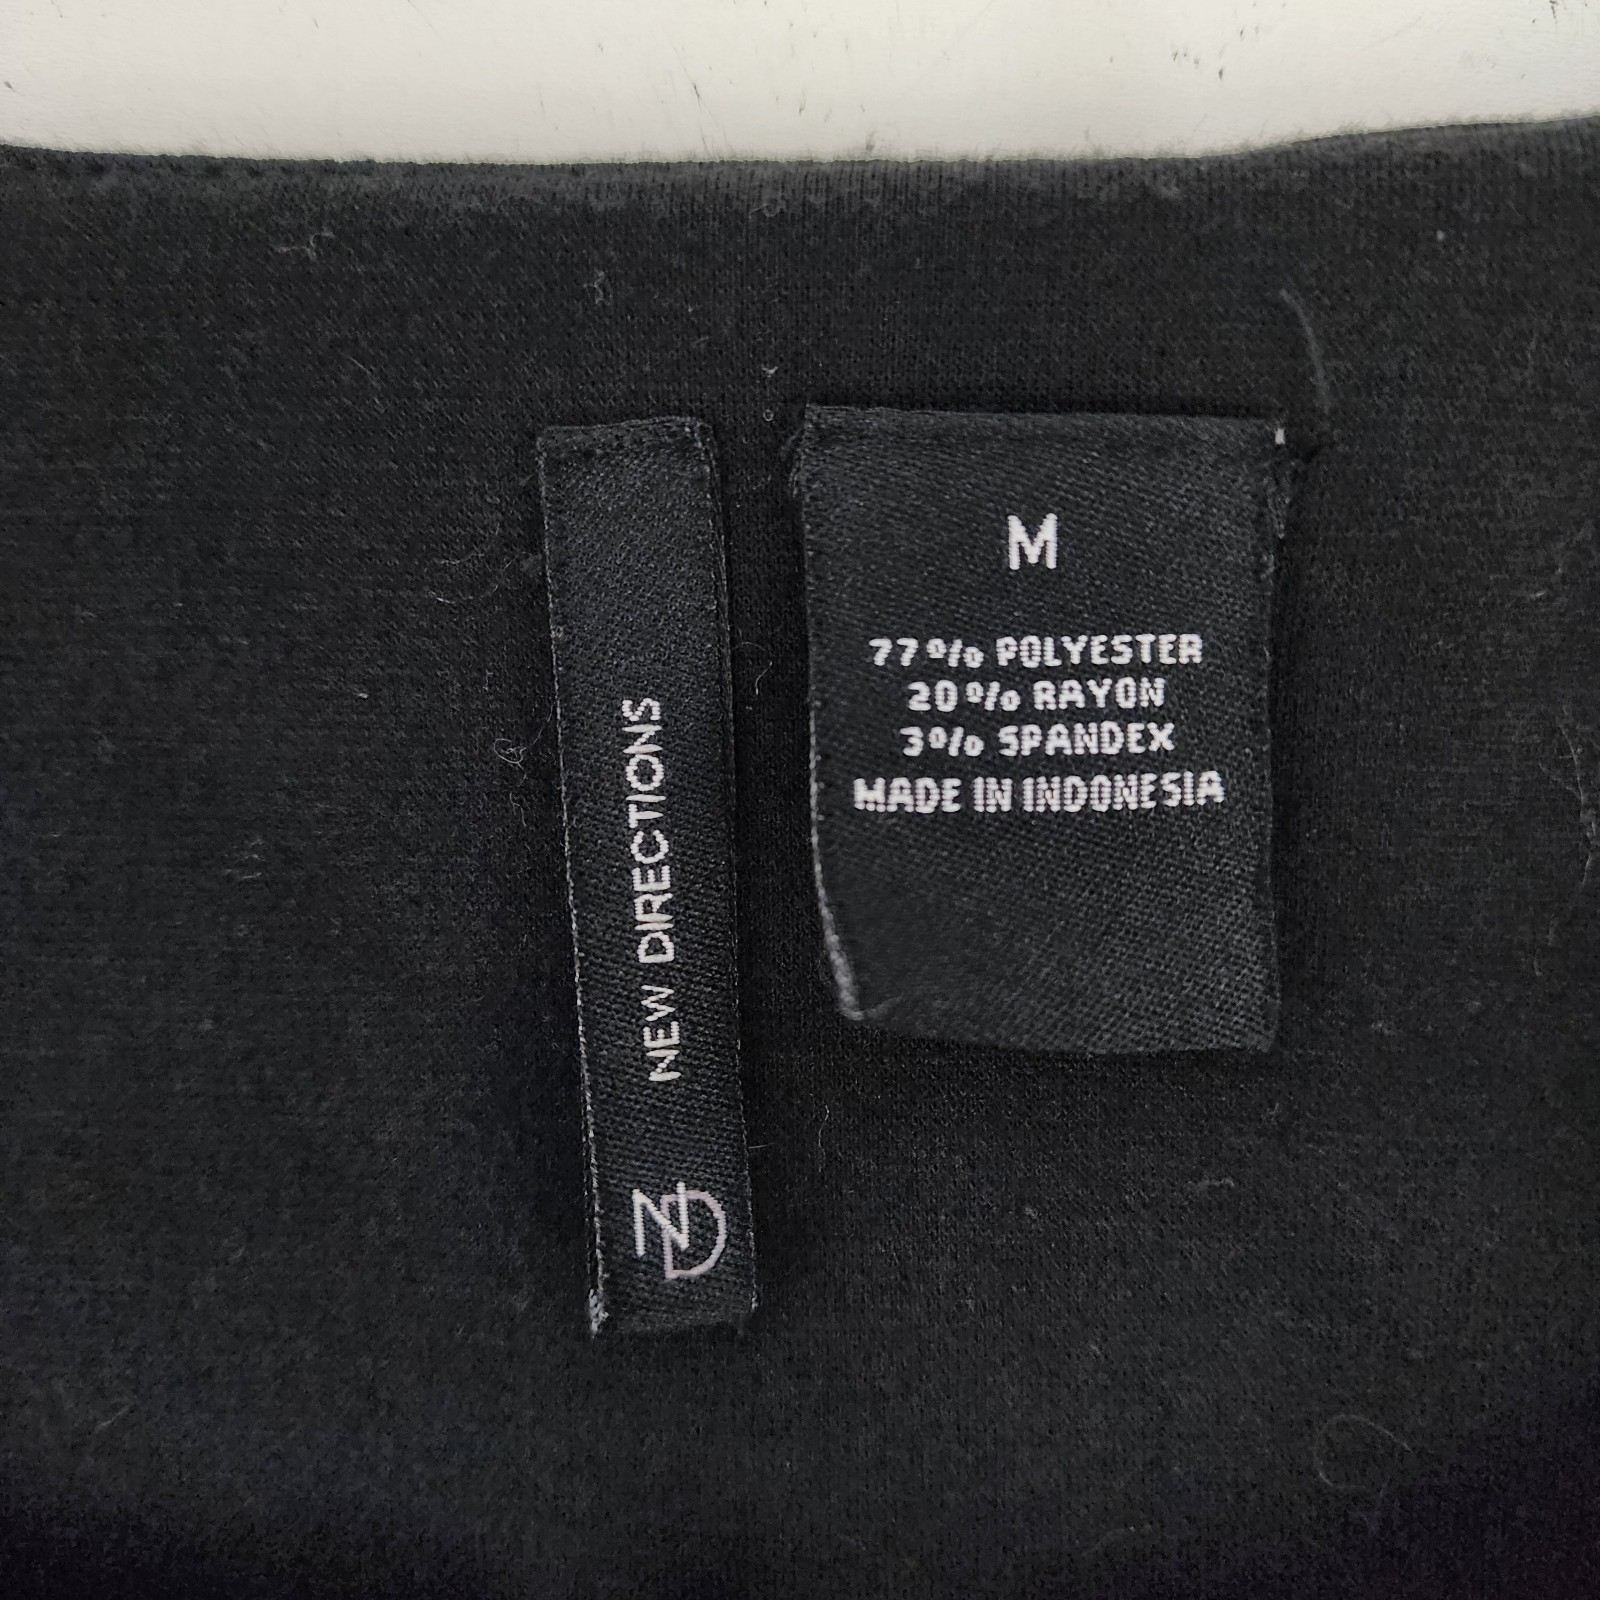 NEW DIRECTIONS
ND
M
77% POLYESTER
20% RAYON
3% SPANDEX
MADE IN INDONESIA